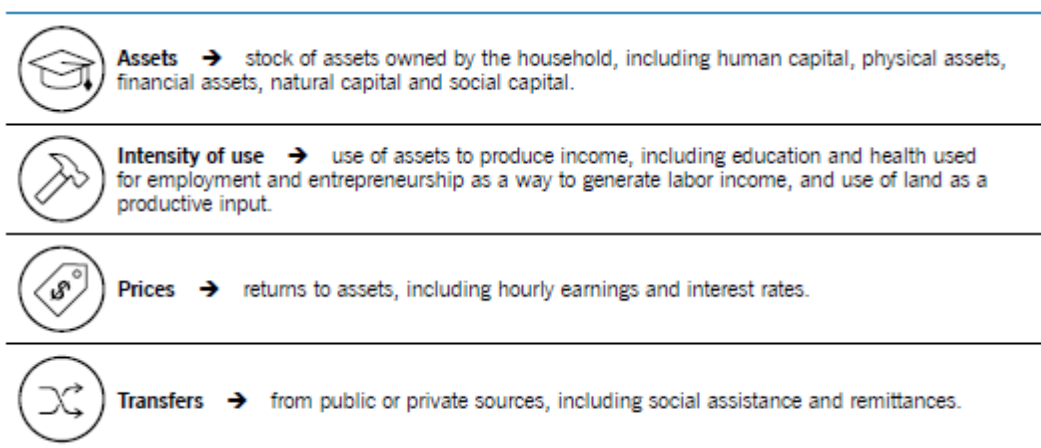 Assets ➔ stock of assets owned by the household, including human capital, physical assets,
financial assets, natural capital and social capital.
Intensity of use ➔ use of assets to produce income, including education and health used
for employment and entrepreneurship as a way to generate labor income, and use of land as a
productive input.
$
Prices ➔ returns to assets, including hourly earnings and interest rates.
Transfers ➔ from public or private sources, including social assistance and remittances.